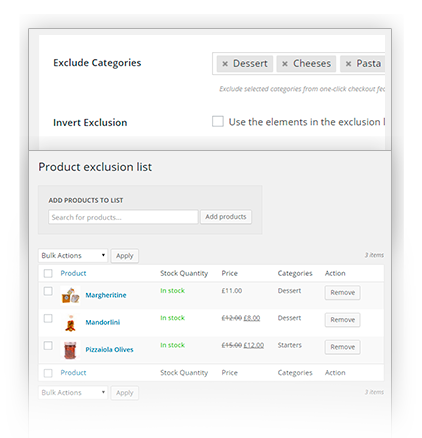 Exclude Categories
× Dessert × Cheeses × Pasta
Exclude selected categories from one-click checkout
Invert Exclusion
Use the elements in the exclusion
Product exclusion list
ADD PRODUCTS TO LIST
Search for products... Add products
Bulk Actions Apply 3 items
Product Stock Quantity Price Categories Action
Margheritine In stock £11.00 Dessert Remove
Mandorlini In stock £12.00 £8.00 Dessert Remove
Pizzaiola Olives In stock £15.00 £12.00 Starters Remove
Product Stock Quantity Price Categories Action
Bulk Actions Apply 3 items